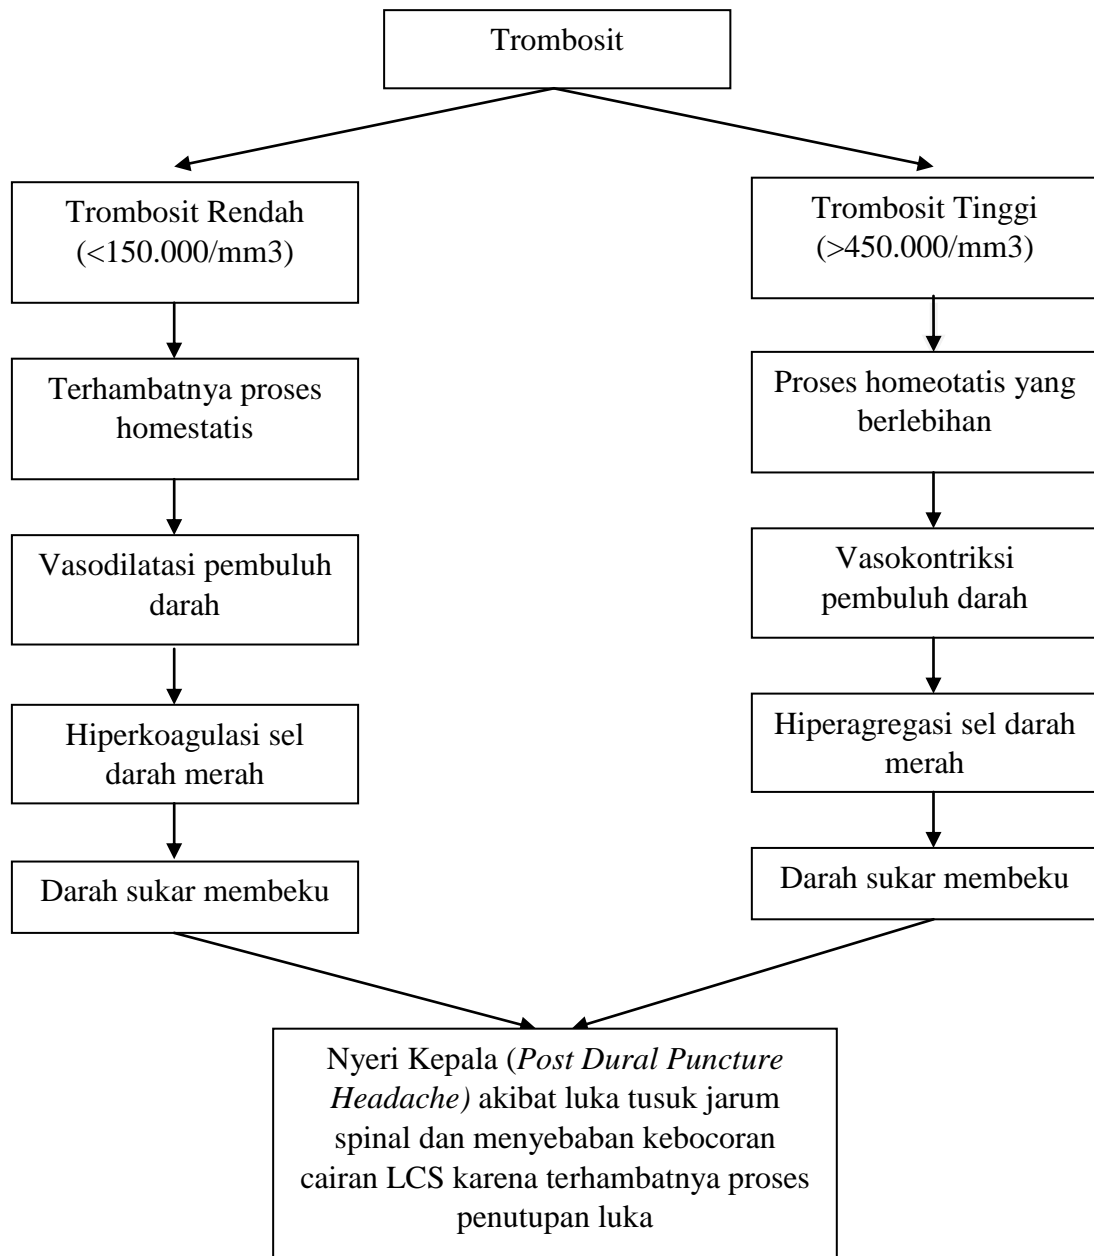 Trombosit
Trombosit Rendah
(<150.000/mm3)
Terhambatnya proses
homestatis
Vasodilatasi pembuluh
darah
Hiperkoagulasi sel
darah merah
Darah sukar membeku
Trombosit Tinggi
(>450.000/mm3)
Proses homeotatis yang
berlebihan
Vasokontriksi
pembuluh darah
Hiperagregasi sel darah
merah
Darah sukar membeku
Nyeri Kepala (Post Dural Puncture
Headache) akibat luka tusuk jarum
spinal dan menyebaban kebocoran
cairan LCS karena terhambatnya proses
penutupan luka